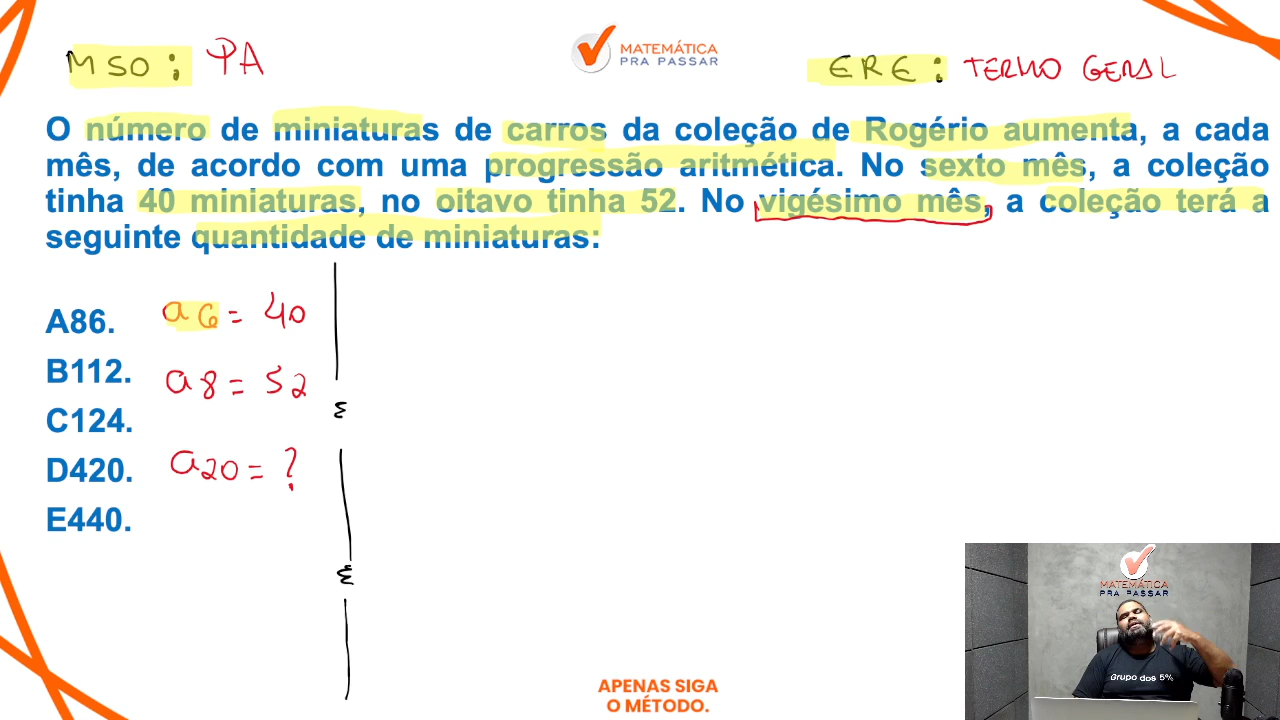 MSO: PA
MATEMÁTICA
PRA PASSAR
ERE: TERMO GERAL
O número de miniaturas de carros da coleção de Rogério aumenta, a cada
mês, de acordo com uma progressão aritmética. No sexto mês, a coleção
tinha 40 miniaturas, no oitavo tinha 52. No vigésimo mês, a coleção terá a
seguinte quantidade de miniaturas:
A86.
a6 = 40
B112.
a8 = 52
C124.
D420.
a20 = ?
E440.
MATEMÁTICA
PRA PASSAR
Grupo dos 5%
APENAS SIGA
O MÉTODO.